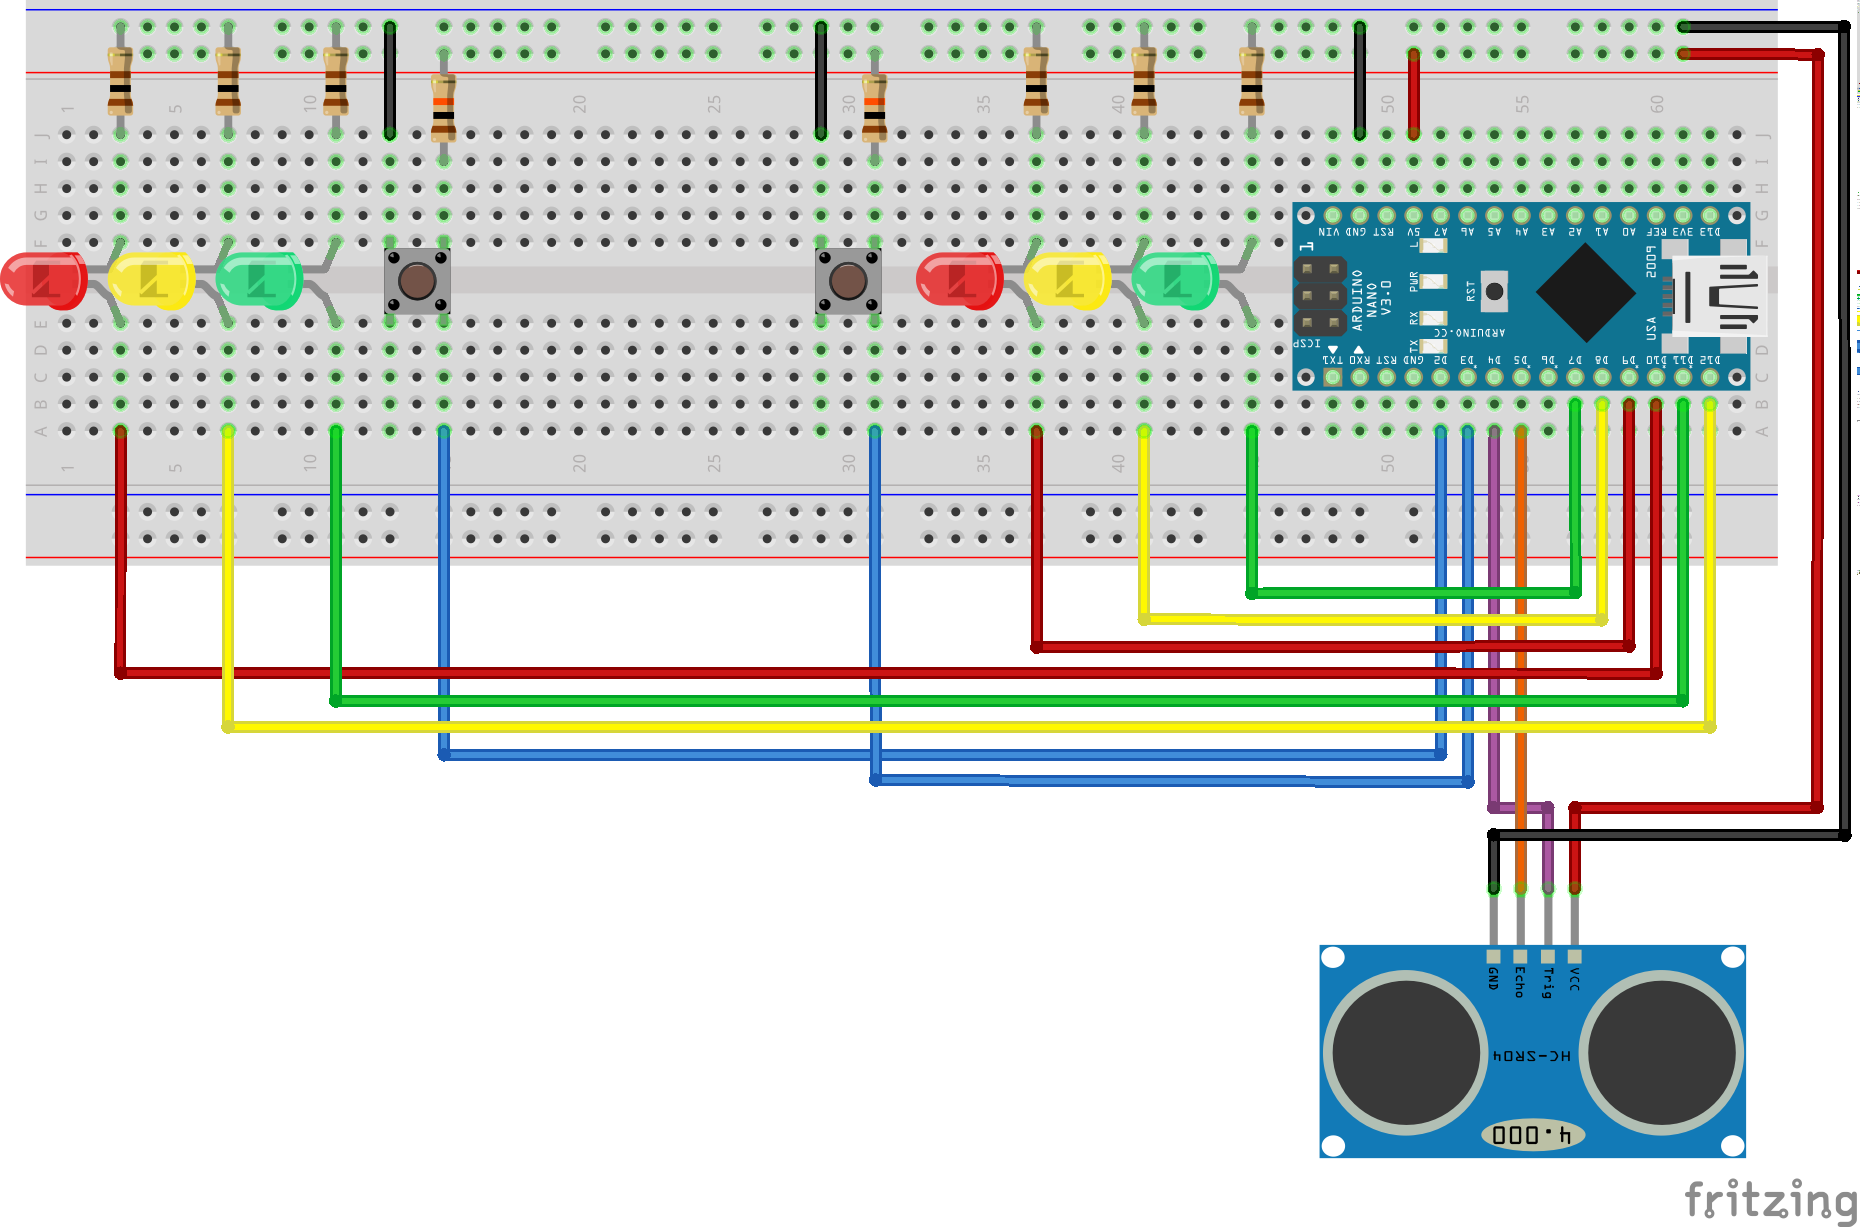 1 5 10 20 25 30 35 40 50 55 60
J J
I I
H H
G G
F F
VIN GND RST 5V A7 A6 A5 A4 A3 A2 A1 A0 REF 3V3 D13
L
PWR
RX
TX
RST
ARDUINO
NANO
V3.0
ICSP
ARDUINO.CC
2009
USA
TX1 RX0 RST GND D2 D3 D4 D5 D6 D7 D8 D9 D10 D11 D12
E
D D
C C
B B
A A
1 5 10 20 25 30 35 40 50
GND Echo Trig VCC
HC-SR04
4.000
fritzing